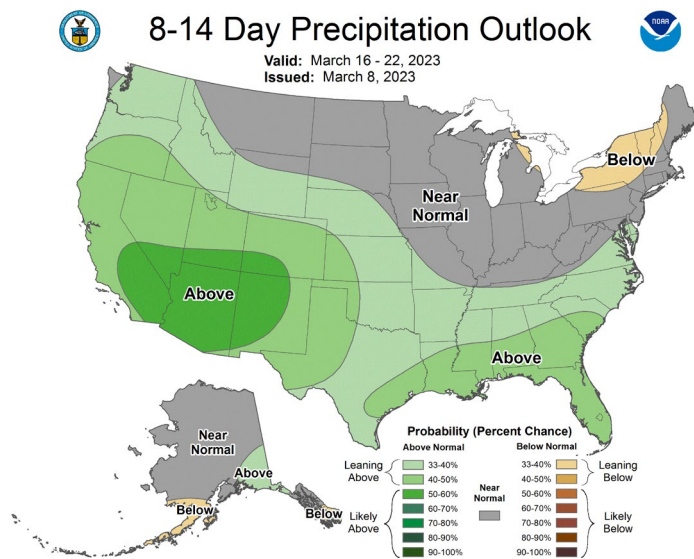 8-14 Day Precipitation Outlook
NOAA
Valid: March 16 - 22, 2023
Issued: March 8, 2023
Below
Near
Normal
Above
Above
Near
Normal
Above
Below
Below
Probability (Percent Chance)
Above Normal
Below Normal
Leaning
Above
33-40%
40-50%
Likely
Above
50-60%
60-70%
70-80%
80-90%
90-100%
Near
Normal
33-40%
40-50%
Leaning
Below
50-60%
60-70%
70-80%
80-90%
90-100%
Likely
Below